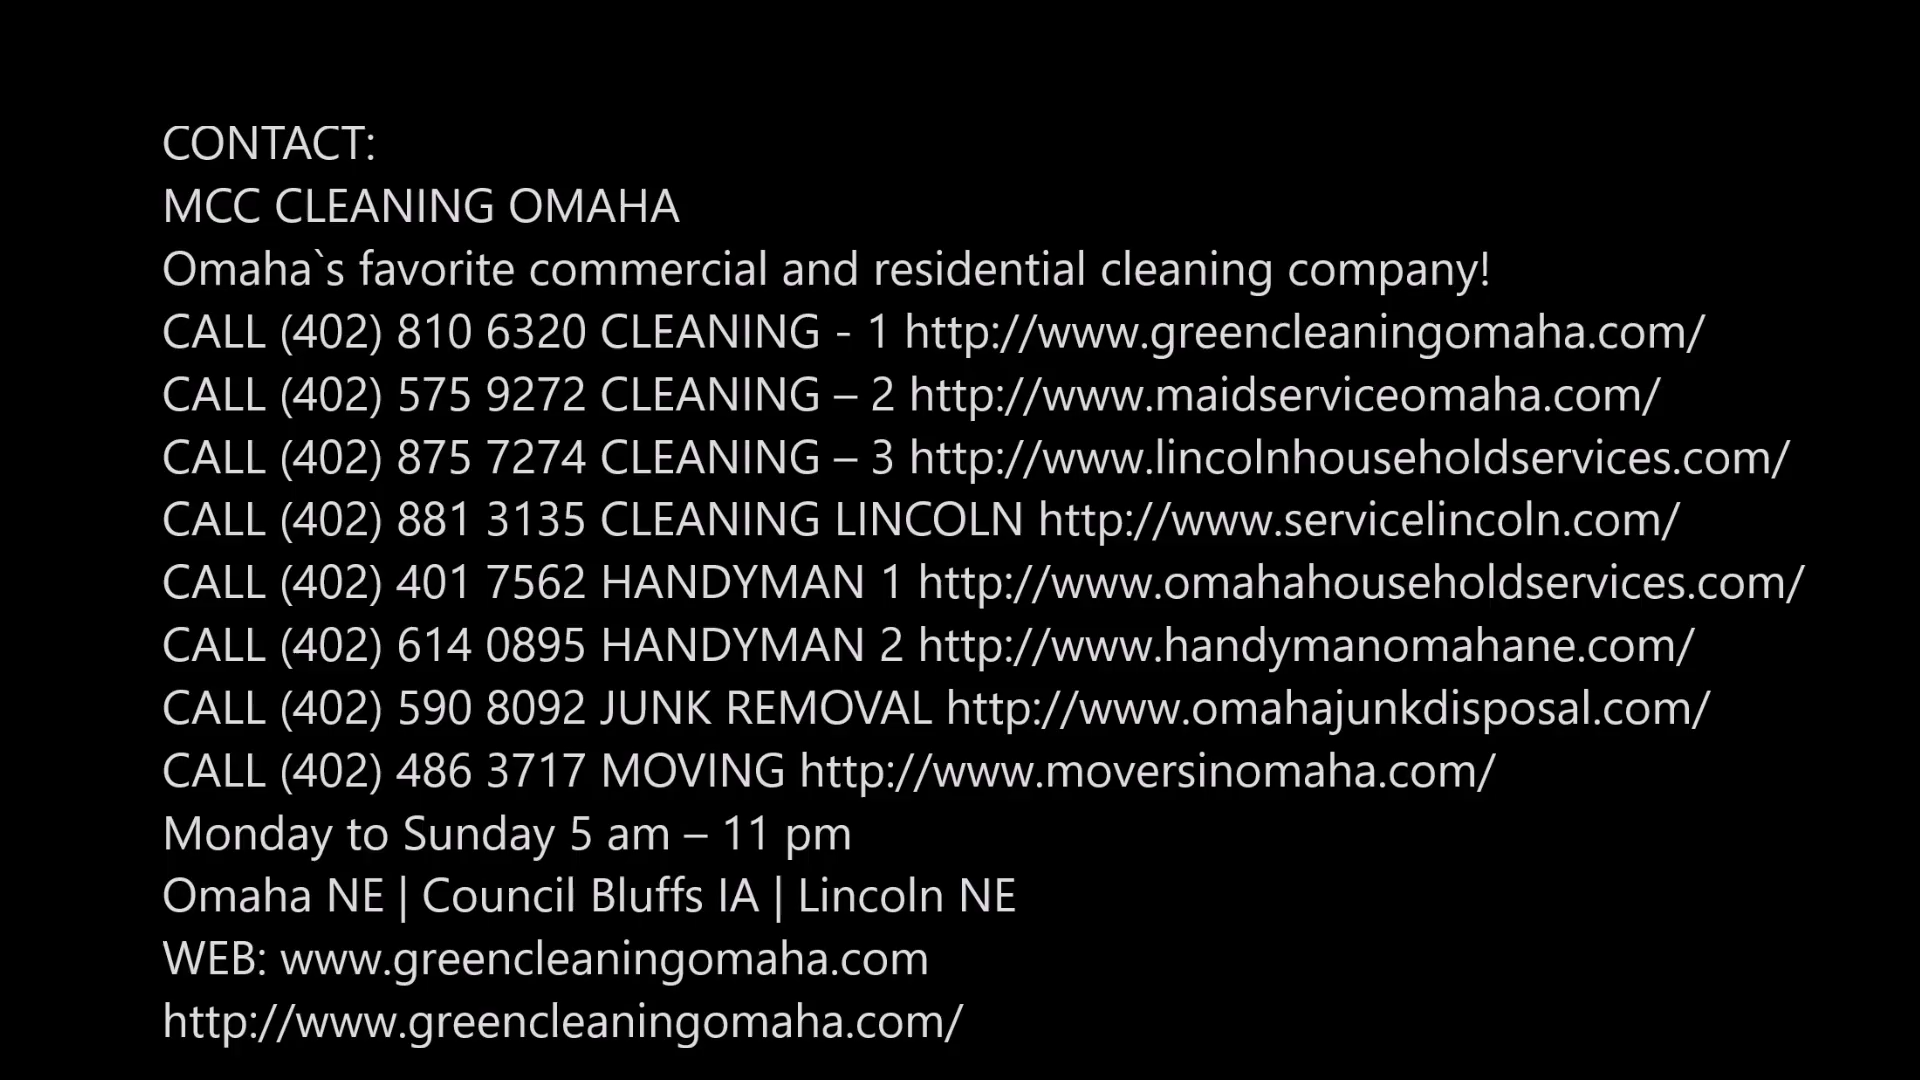 CONTACT:
MCC CLEANING OMAHA
Omaha`s favorite commercial and residential cleaning company!
CALL (402) 810 6320 CLEANING - 1 http://www.greencleaningomaha.com/
CALL (402) 575 9272 CLEANING – 2 http://www.maidserviceomaha.com/
CALL (402) 875 7274 CLEANING – 3 http://www.lincolnhouseholdservices.com/
CALL (402) 881 3135 CLEANING LINCOLN http://www.servicelincoln.com/
CALL (402) 401 7562 HANDYMAN 1 http://www.omahahouseholdservices.com/
CALL (402) 614 0895 HANDYMAN 2 http://www.handymanomahane.com/
CALL (402) 590 8092 JUNK REMOVAL http://www.omahajunkdisposal.com/
CALL (402) 486 3717 MOVING http://www.moversinomaha.com/
Monday to Sunday 5 am – 11 pm
Omaha NE | Council Bluffs IA | Lincoln NE
WEB: www.greencleaningomaha.com
http://www.greencleaningomaha.com/